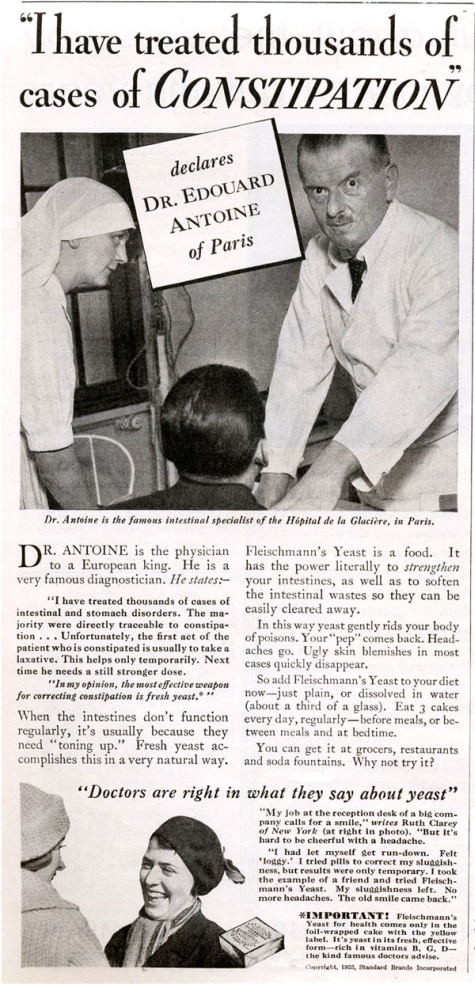 "I have treated thousands of
cases of CONSTIPATION"
declares
DR. EDOUARD
ANTOINE
of Paris
Dr. Antoine is the famous intestinal specialist of the Hôpital de la Glacière, in Paris.
DR. ANTOINE is the physician
to a European king. He is a
very famous diagnostician. He states:—
"I have treated thousands of cases of
intestinal and stomach disorders. The ma-
jority were directly traceable to constipa-
tion . . . Unfortunately, the first act of the
patient who is constipated is usually to take a
laxative. This helps only temporarily. Next
time he needs a still stronger dose.
"In my opinion, the most effective weapon
for correcting constipation is fresh yeast.*"
When the intestines don't function
regularly, it's usually because they
need "toning up." Fresh yeast ac-
complishes this in a very natural way.
Fleischmann's Yeast is a food. It
has the power literally to strengthen
your intestines, as well as to soften
the intestinal wastes so they can be
easily cleared away.
In this way yeast gently rids your body
of poisons. Your "pep" comes back. Head-
aches go. Ugly skin blemishes in most
cases quickly disappear.
So add Fleischmann's Yeast to your diet
now—just plain, or dissolved in water
(about a third of a glass). Eat 3 cakes
every day, regularly—before meals, or be-
tween meals and at bedtime.
You can get it at grocers, restaurants
and soda fountains. Why not try it?
"Doctors are right in what they say about yeast"
"My job at the reception desk of a big com-
pany calls for a smile," writes Ruth Clarey
of New York (at right in photo). "But it's
hard to be cheerful with a headache.
"I had let myself get run-down. Felt
'loggy.' I tried pills to correct my sluggish-
ness, but results were only temporary. I took
the example of a friend and tried Fleisch-
mann's Yeast. My sluggishness left. No
more headaches. The old smile came back."
*IMPORTANT! Fleischmann's
Yeast for health comes only in the
foil-wrapped cake with the yellow
label. It's yeast in its fresh, effective
form—rich in vitamins B, G, D—
the kind famous doctors advise.
Copyright, 1933, Standard Brands Incorporated